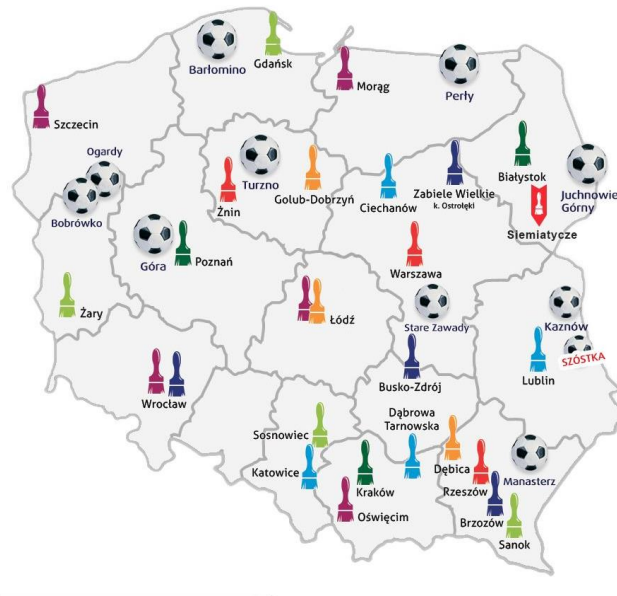 Gdańsk
Barłomino
Morąg
Perły
Szczecin
Ogardy
Bobrówko
Turzno
Żnin
Golub-Dobrzyń
Ciechanów
Zabiele Wielkie
k. Ostrołęki
Białystok
Juchnowiec
Górny
Siemiatycze
Góra
Poznań
Warszawa
Żary
Łódź
Stare Zawady
Kaznów
SZÓSTKA
Lublin
Wrocław
Busko-Zdrój
Dąbrowa
Tarnowska
Sosnowiec
Katowice
Kraków
Oświęcim
Dębica
Rzeszów
Manasterz
Brzozów
Sanok